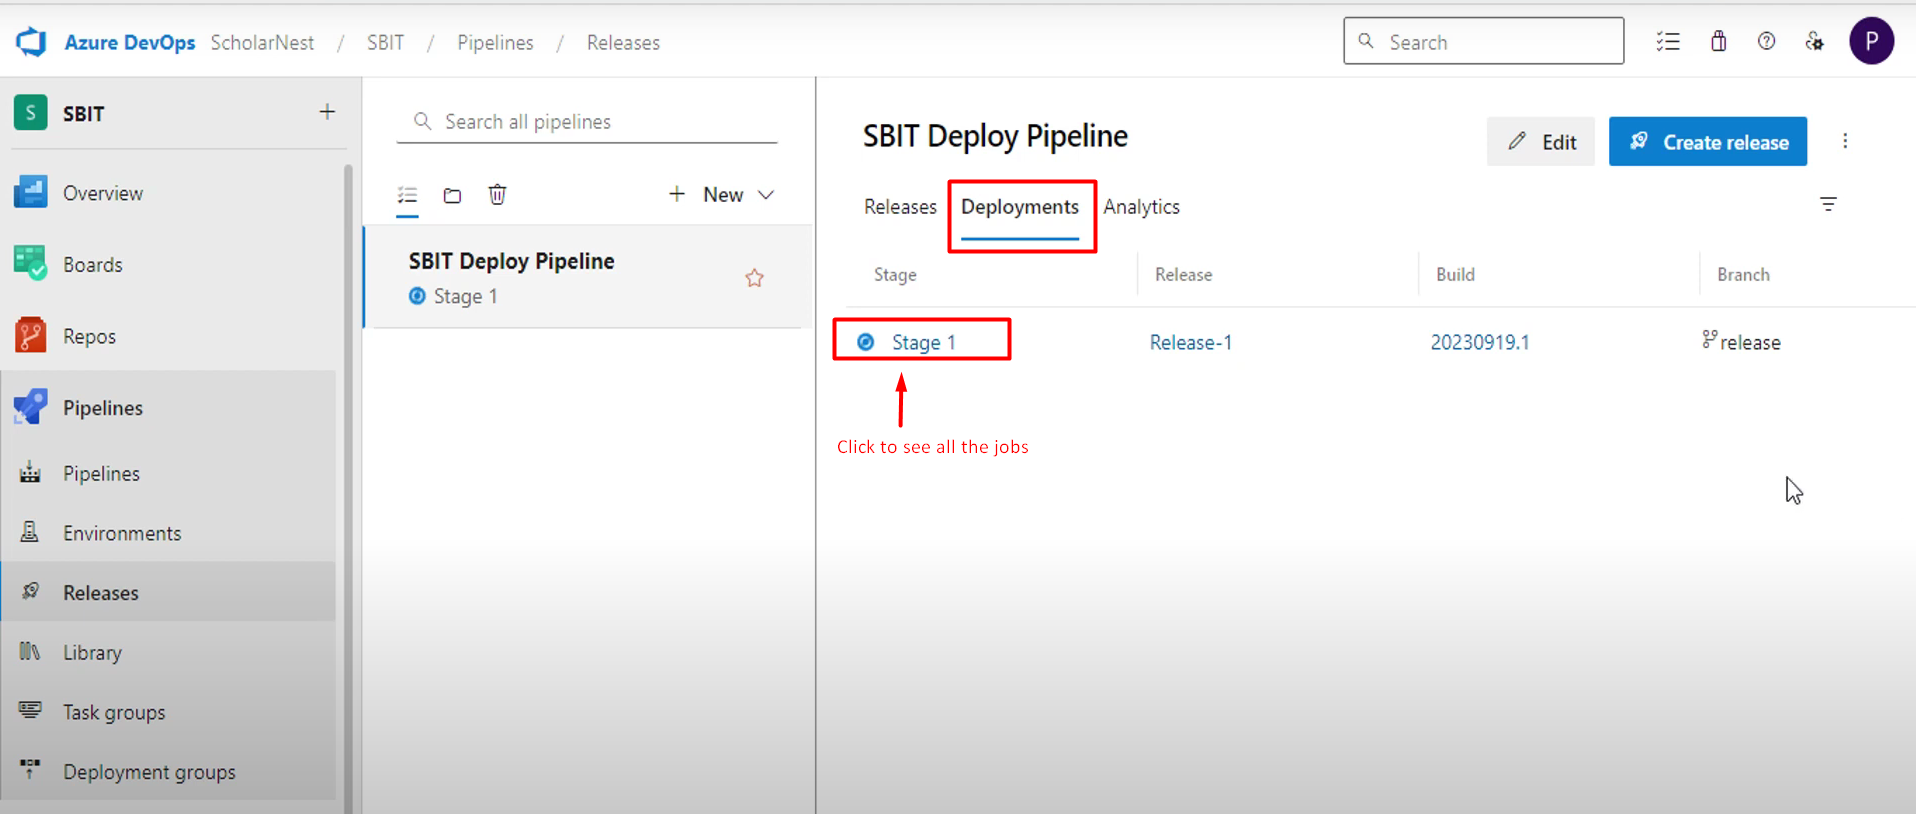 Azure DevOps ScholarNest / SBIT / Pipelines / Releases
Search
P
S SBIT +
Overview
Boards
Repos
Pipelines
Pipelines
Environments
Releases
Library
Task groups
Deployment groups
Search all pipelines
+ New
SBIT Deploy Pipeline
Stage 1
SBIT Deploy Pipeline
Edit
Create release
Releases Deployments Analytics
Stage Release Build Branch
Stage 1 Release-1 20230919.1 release
Click to see all the jobs